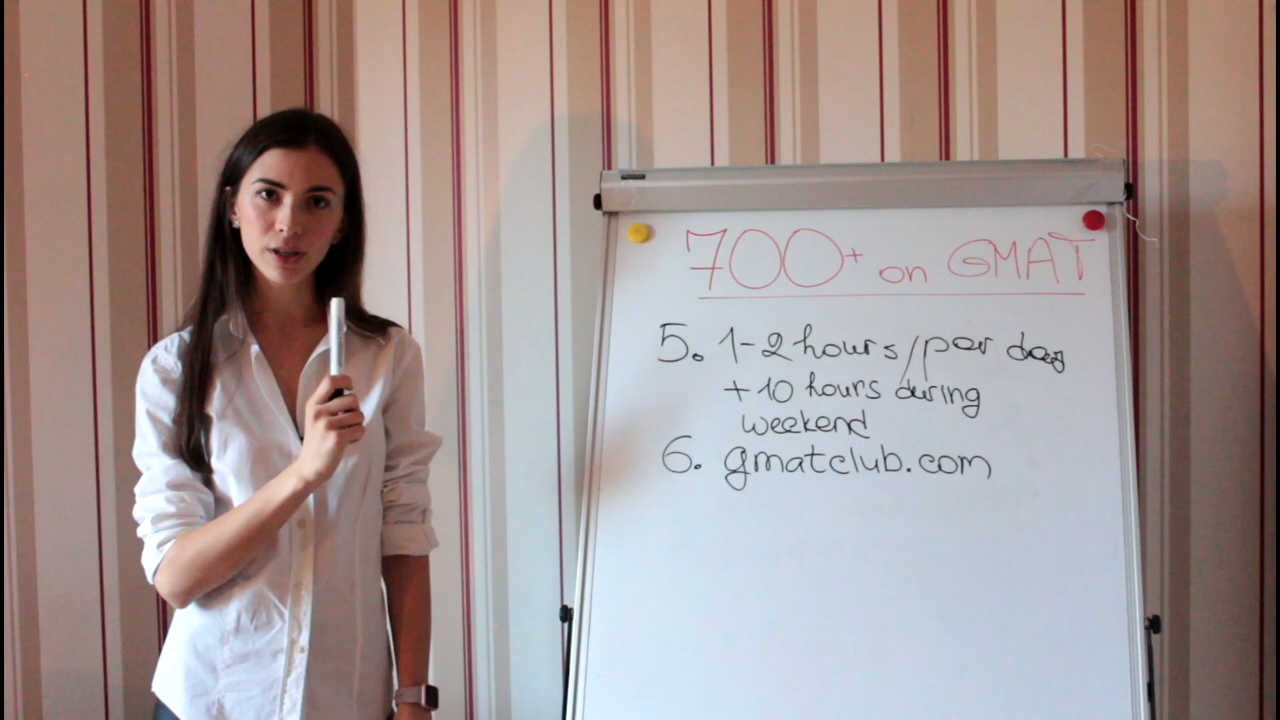 700+ on GMAT
5. 1-2 hours/per day
+10 hours during
weekend
6. gmatclub.com